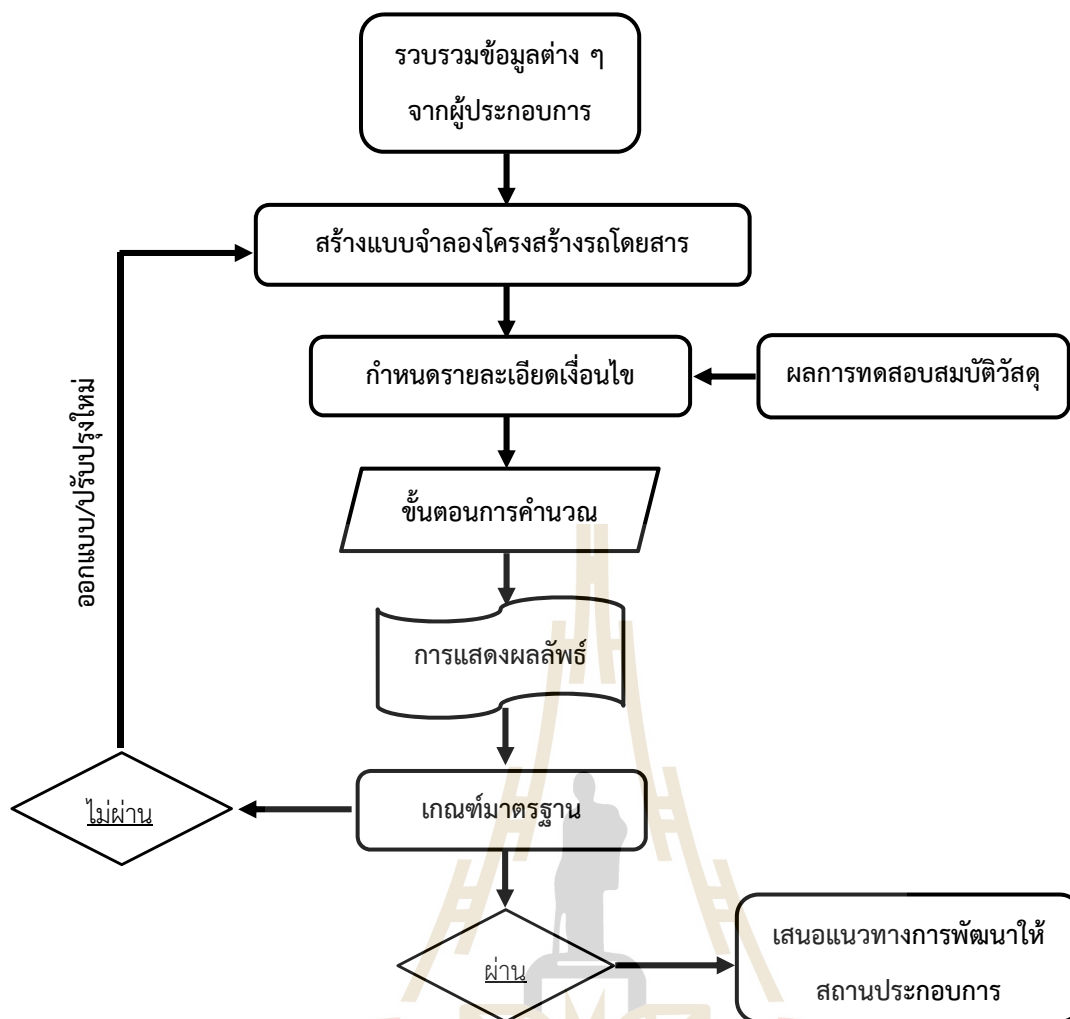 รวบรวมข้อมูลต่าง ๆ
จากผู้ประกอบการ
สร้างแบบจำลองโครงสร้างรถโดยสาร
กำหนดรายละเอียดเงื่อนไข
ผลการทดสอบสมบัติวัสดุ
ออกแบบ/ปรับปรุงใหม่
ขั้นตอนการคำนวณ
การแสดงผลลัพธ์
ไม่ผ่าน
เกณฑ์มาตรฐาน
ผ่าน
เสนอแนวทางการพัฒนาให้
สถานประกอบการ